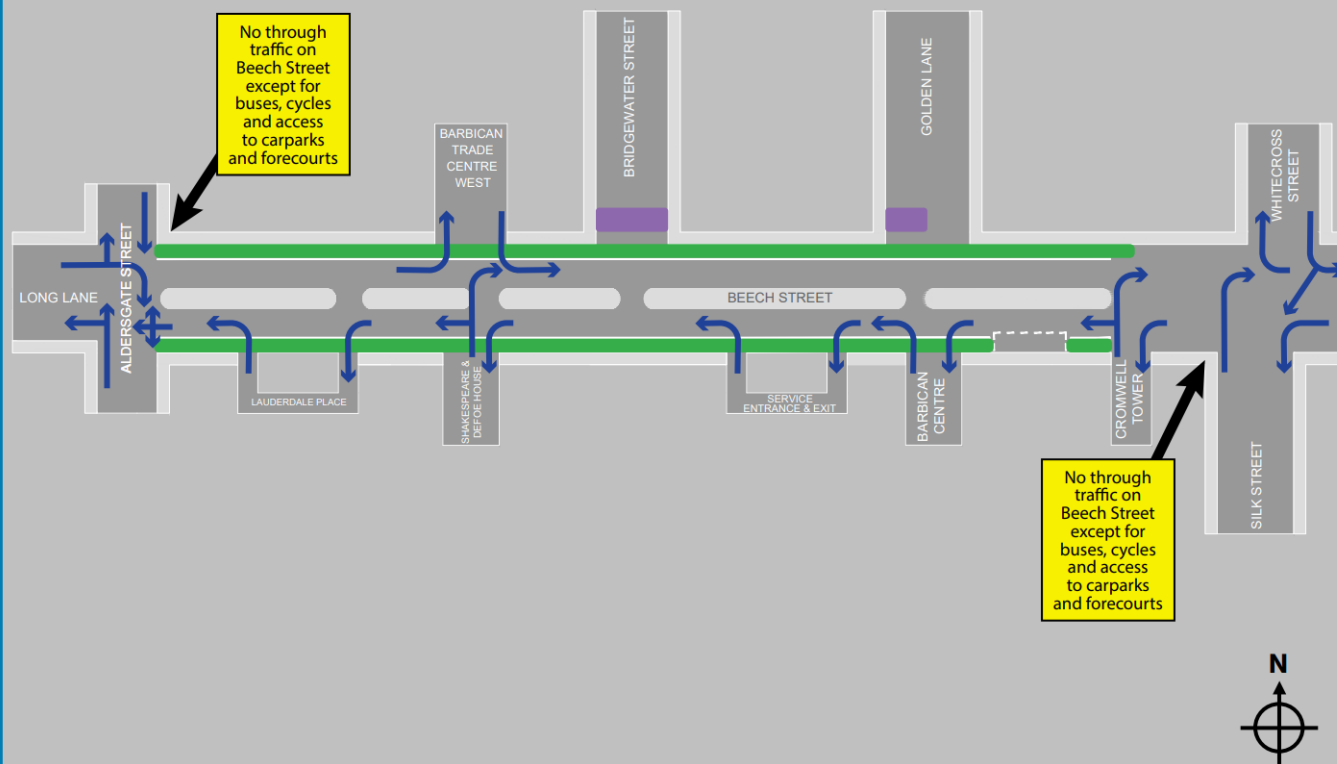 No through
traffic on
Beech Street
except for
buses, cycles
and access
to carparks
and forecourts
BRIDGEWATER STREET
GOLDEN LANE
BARBICAN
TRADE
CENTRE
WEST
WHITECROSS
STREET
ALDERSGATE STREET
LONG LANE
BEECH STREET
LAUDERDALE PLACE
SHAKESPEARE &
DEFOE HOUSE
SERVICE
ENTRANCE & EXIT
BARBICAN
CENTRE
CROMWELL
TOWER
SILK STREET
No through
traffic on
Beech Street
except for
buses, cycles
and access
to carparks
and forecourts
N